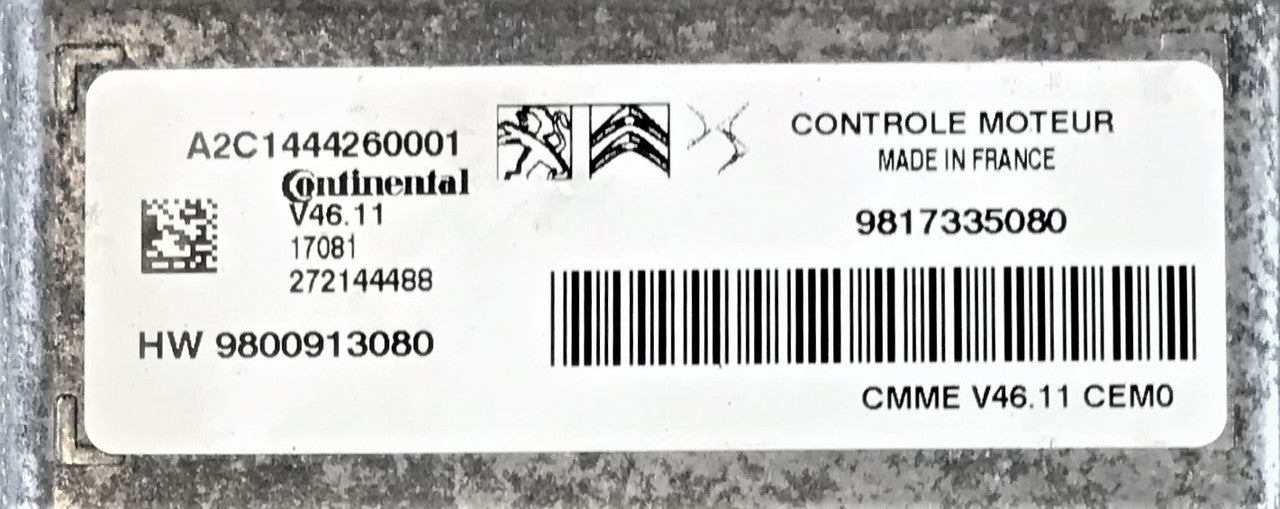 A2C1444260001
Continental
V46.11
17081
272144488
HW 9800913080
CONTROLE MOTEUR
MADE IN FRANCE
9817335080
CMME V46.11 CEM0